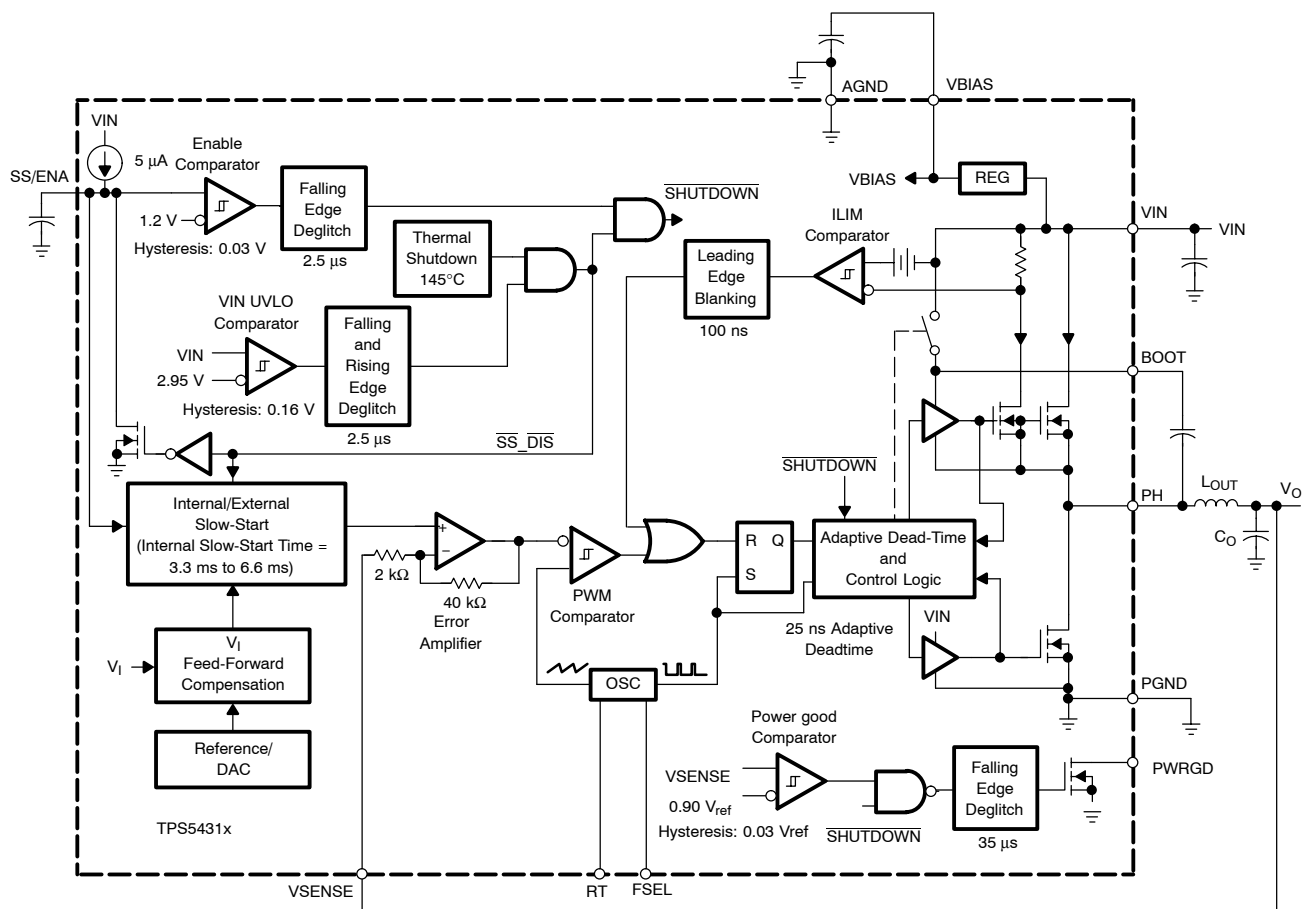 AGND
VBIAS
VIN
5 μA
Enable
Comparator
SS/ENA
1.2 V
Hysteresis: 0.03 V
Falling
Edge
Deglitch
2.5 μs
SHUTDOWN
Thermal
Shutdown
145°C
VIN UVLO
Comparator
VIN
2.95 V
Hysteresis: 0.16 V
Falling
and
Rising
Edge
Deglitch
2.5 μs
SS_DIS
VBIAS
REG
ILIM
Comparator
Leading
Edge
Blanking
100 ns
VIN
VIN
BOOT
PH
LOUT
VO
CO
Internal/External
Slow-Start
(Internal Slow-Start Time =
3.3 ms to 6.6 ms)
2 kΩ
+
−
40 kΩ
Error
Amplifier
PWM
Comparator
R Q
S
SHUTDOWN
Adaptive Dead-Time
and
Control Logic
25 ns Adaptive
Deadtime
VIN
PGND
VI
VI
Feed-Forward
Compensation
Reference/
DAC
OSC
Power good
Comparator
VSENSE
0.90 Vref
Hysteresis: 0.03 Vref
SHUTDOWN
Falling
Edge
Deglitch
35 μs
PWRGD
TPS5431x
VSENSE
RT
FSEL